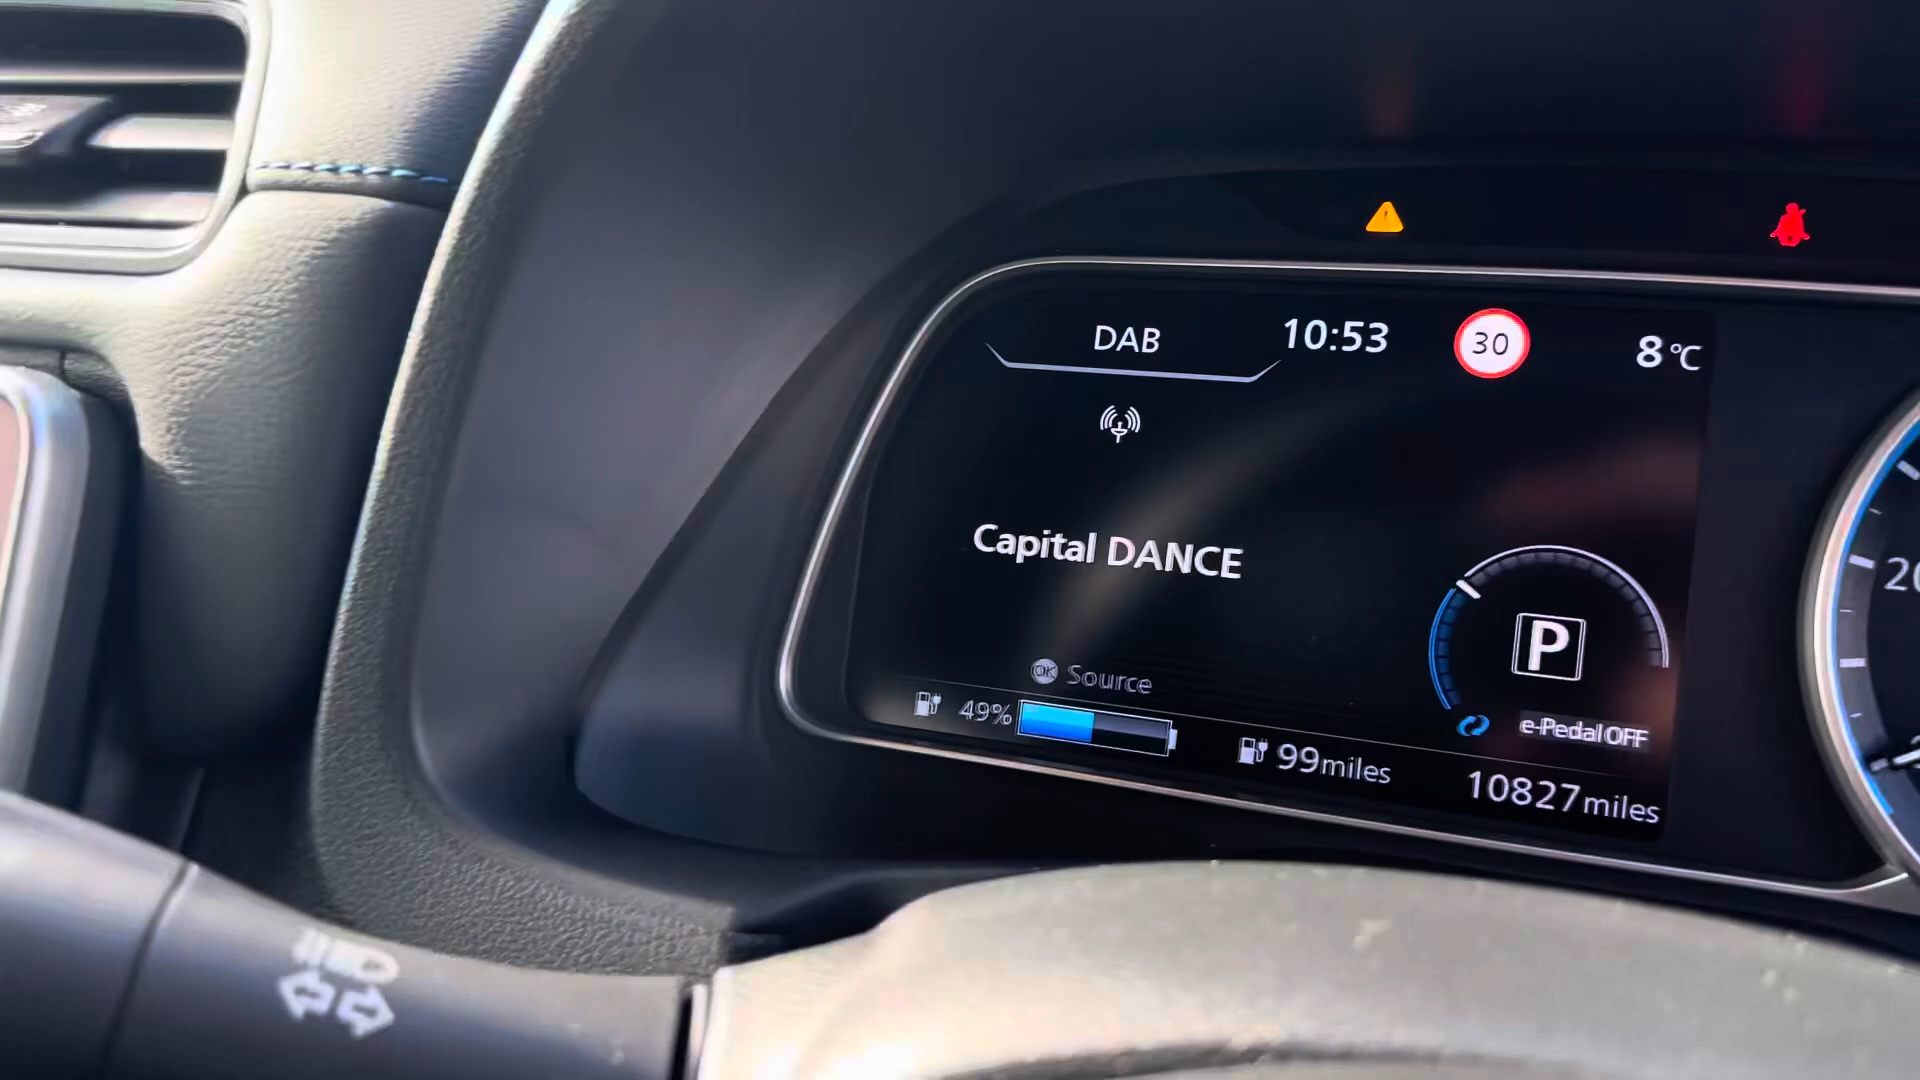 DAB
10:53
30
8°C
Capital DANCE
P
OK Source
e-Pedal OFF
49%
99miles
10827miles